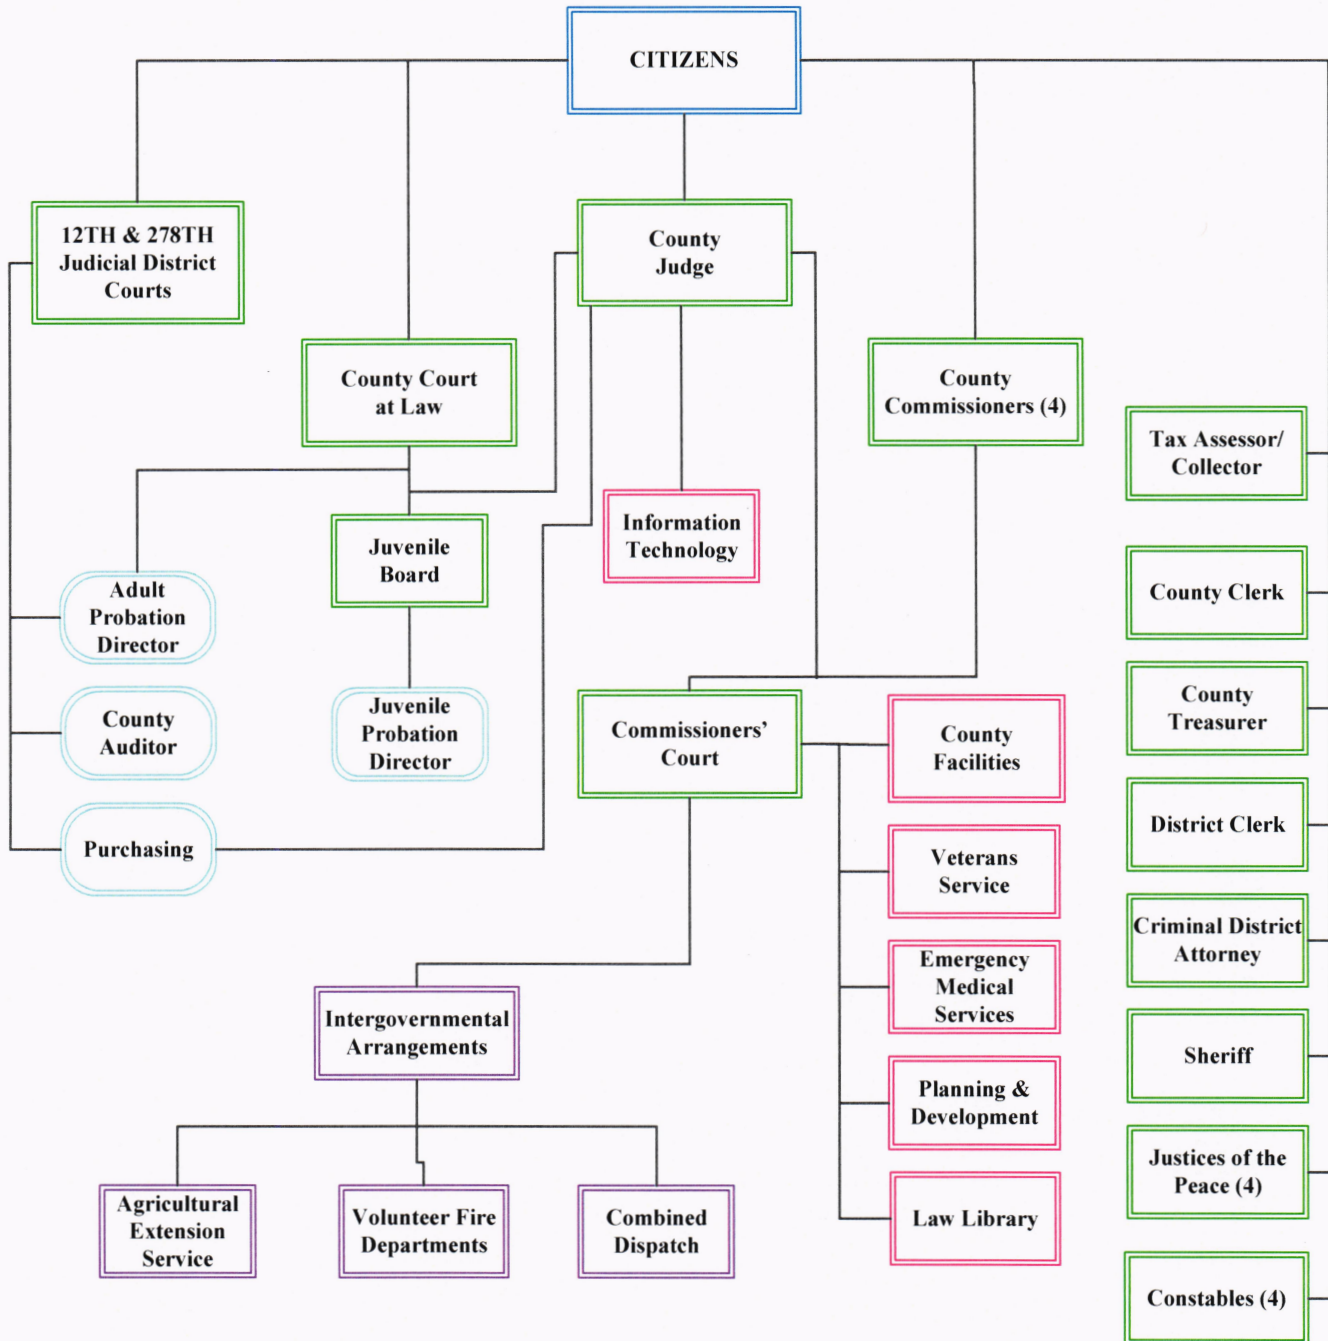 CITIZENS
12TH & 278TH
Judicial District
Courts
County
Judge
County Court
at Law
County
Commissioners (4)
Tax Assessor/
Collector
Information
Technology
Juvenile
Board
County Clerk
Adult
Probation
Director
County
Treasurer
County
Auditor
Juvenile
Probation
Director
Commissioners'
Court
County
Facilities
District Clerk
Purchasing
Veterans
Service
Criminal District
Attorney
Emergency
Medical
Services
Intergovernmental
Arrangements
Sheriff
Planning &
Development
Justices of the
Peace (4)
Agricultural
Extension
Service
Volunteer Fire
Departments
Combined
Dispatch
Law Library
Constables (4)